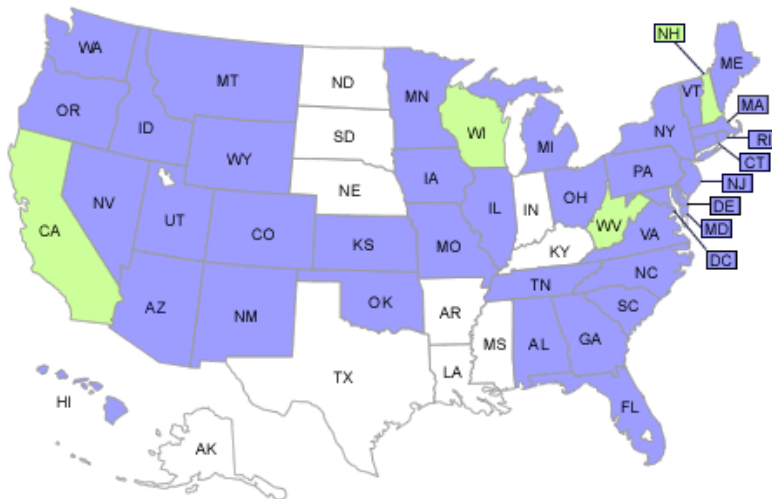 NH
WA
MT
ND
MN
ME
VT
OR
ID
SD
WI
MA
WY
MI
NY
RI
CT
NE
IA
PA
NJ
NV
UT
IL
IN
OH
DE
CA
CO
WV
MD
KS
MO
KY
VA
DC
AZ
NM
OK
TN
NC
AR
SC
MS
AL
GA
TX
LA
HI
FL
AK